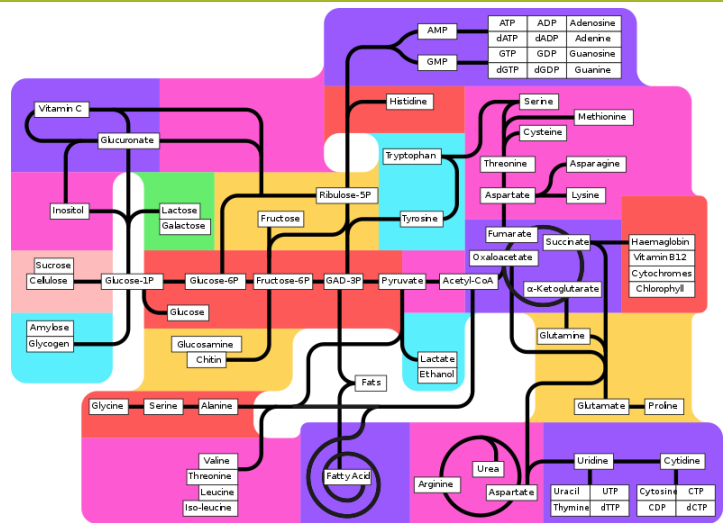 AMP
GMP
ATP ADP Adenosine
dATP dADP Adenine
GTP GDP Guanosine
dGTP dGDP Guanine
Vitamin C
Histidine
Serine
Methionine
Cysteine
Glucuronate
Tryptophan
Threonine
Asparagine
Aspartate
Lysine
Ribulose-5P
Inositol
Lactose
Galactose
Fructose
Tyrosine
Fumarate
Succinate
Haemaglobin
Vitamin B12
Cytochromes
Chlorophyll
Oxaloacetate
Sucrose
Cellulose
Glucose-1P
Glucose-6P
Fructose-6P
GAD-3P
Pyruvate
Acetyl-CoA
α-Ketoglutarate
Glucose
Amylose
Glycogen
Glucosamine
Chitin
Glutamine
Lactate
Ethanol
Fats
Glycine
Serine
Alanine
Glutamate
Proline
Valine
Threonine
Leucine
Iso-leucine
Fatty Acid
Arginine
Urea
Aspartate
Uridine
Cytidine
Uracil UTP
Thymine dTTP
Cytosine CTP
CDP dCTP